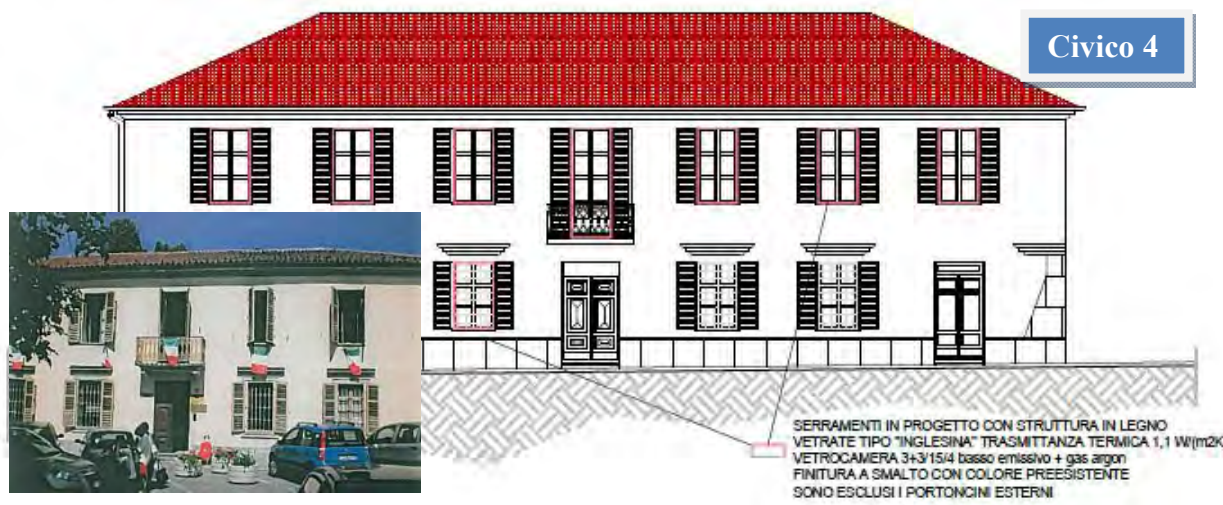 Civico 4
SERRAMENTI IN PROGETTO CON STRUTTURA IN LEGNO
VETRATE TIPO "INGLESINA" TRASMITTANZA TERMICA 1,1 W/(m2K
VETROCAMERA 3+3/15/4 basso emissivo + gas argon
FINITURA A SMALTO CON COLORE PREESISTENTE
SONO ESCLUSI I PORTONCINI ESTERNI